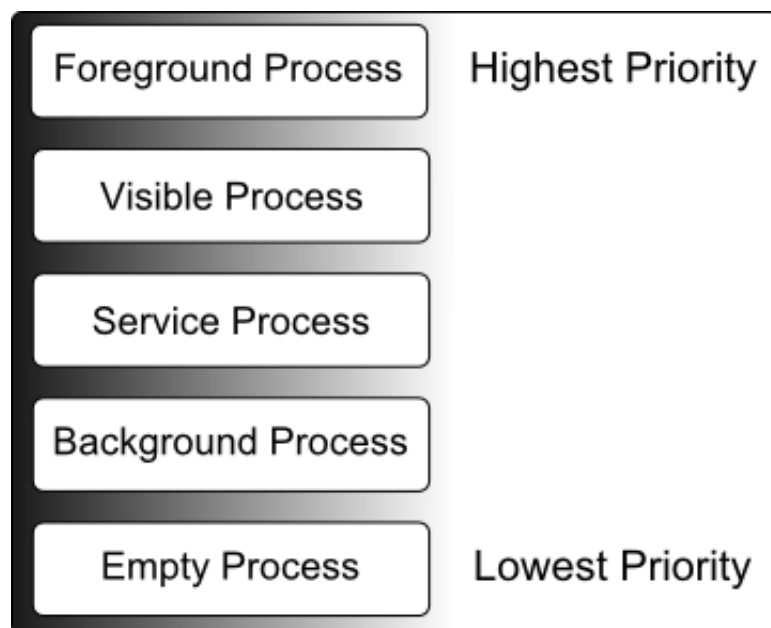 Foreground Process
Highest Priority
Visible Process
Service Process
Background Process
Empty Process
Lowest Priority